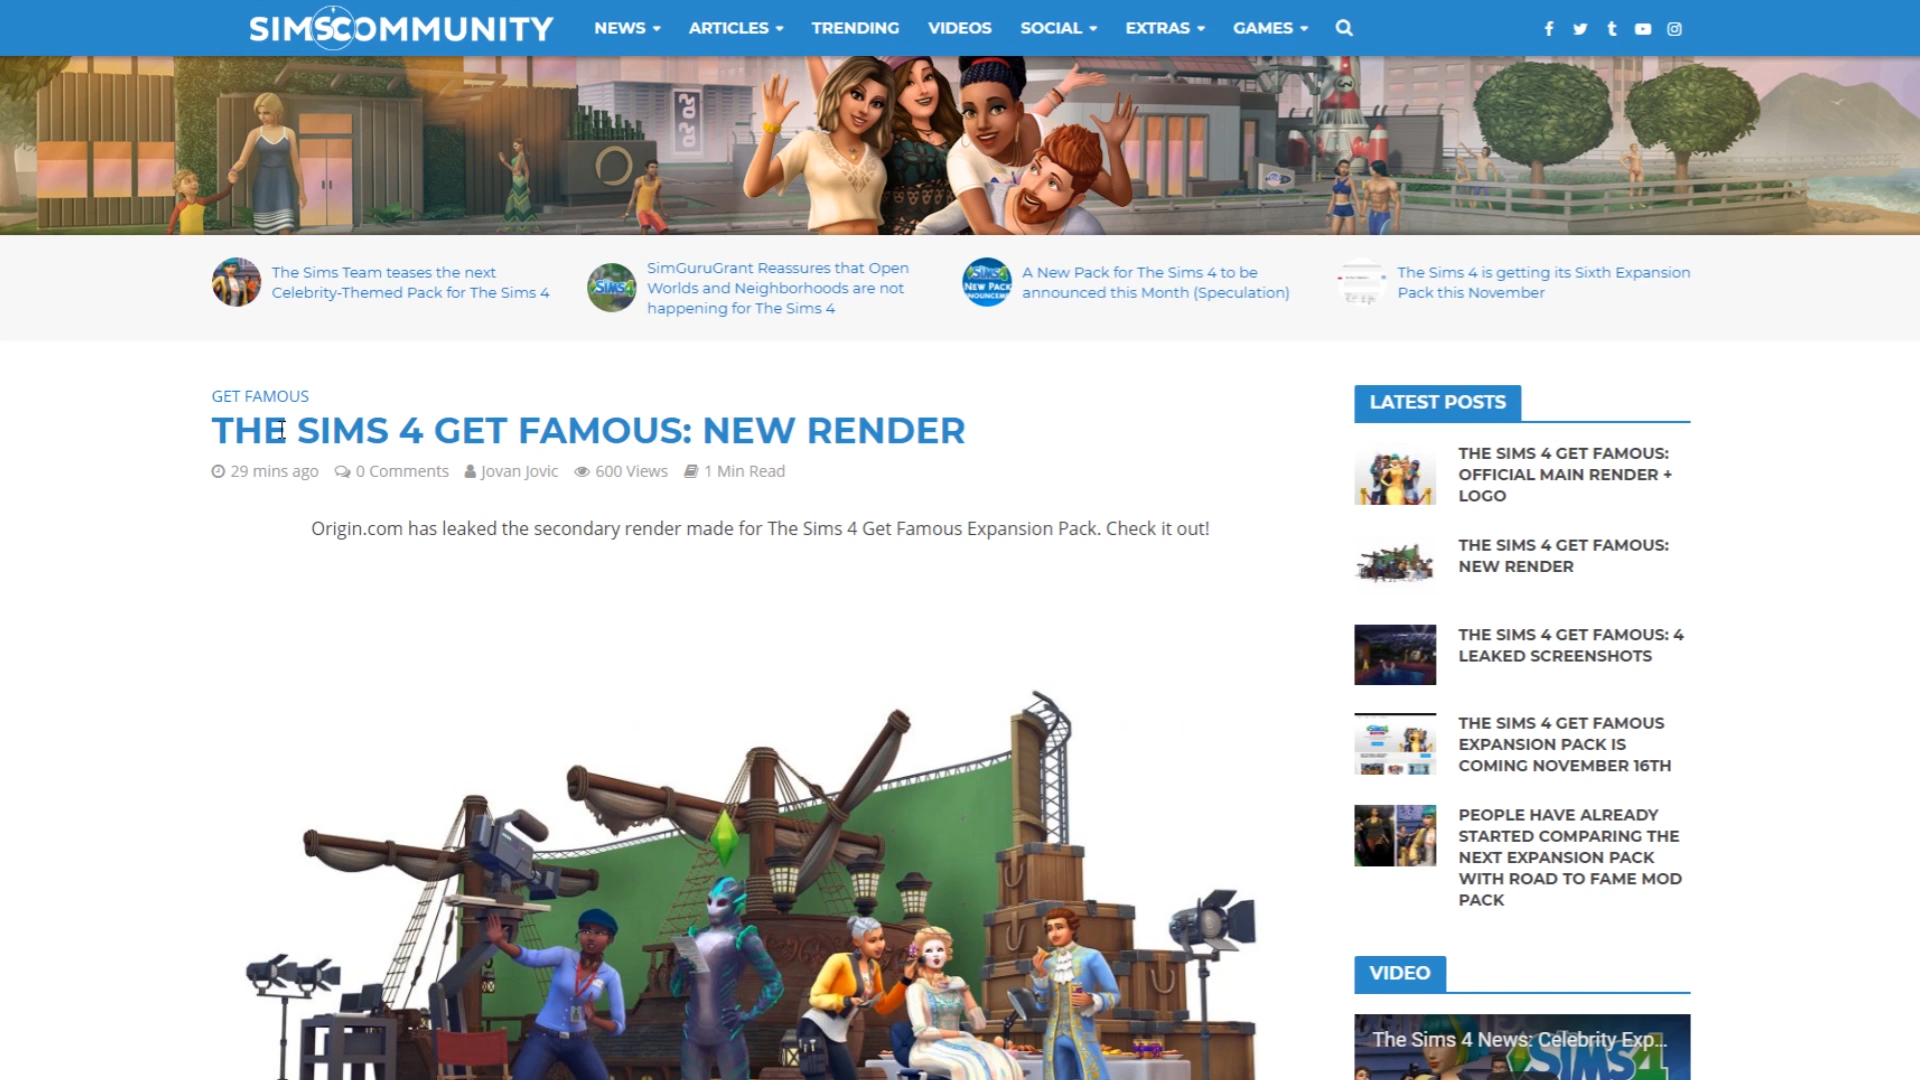 SIMSCOMMUNITY
NEWS
ARTICLES
TRENDING
VIDEOS
SOCIAL
EXTRAS
GAMES
The Sims Team teases the next
Celebrity-Themed Pack for The Sims 4
SimGuruGrant Reassures that Open
Worlds and Neighborhoods are not
happening for The Sims 4
A New Pack for The Sims 4 to be
announced this Month (Speculation)
The Sims 4 is getting its Sixth Expansion
Pack this November
GET FAMOUS
THE SIMS 4 GET FAMOUS: NEW RENDER
29 mins ago
0 Comments
Jovan Jovic
600 Views
1 Min Read
Origin.com has leaked the secondary render made for The Sims 4 Get Famous Expansion Pack. Check it out!
LATEST POSTS
THE SIMS 4 GET FAMOUS:
OFFICIAL MAIN RENDER +
LOGO
THE SIMS 4 GET FAMOUS:
NEW RENDER
THE SIMS 4 GET FAMOUS: 4
LEAKED SCREENSHOTS
THE SIMS 4 GET FAMOUS
EXPANSION PACK IS
COMING NOVEMBER 16TH
PEOPLE HAVE ALREADY
STARTED COMPARING THE
NEXT EXPANSION PACK
WITH ROAD TO FAME MOD
PACK
VIDEO
The Sims 4 News: Celebrity Exp...
SIMS4